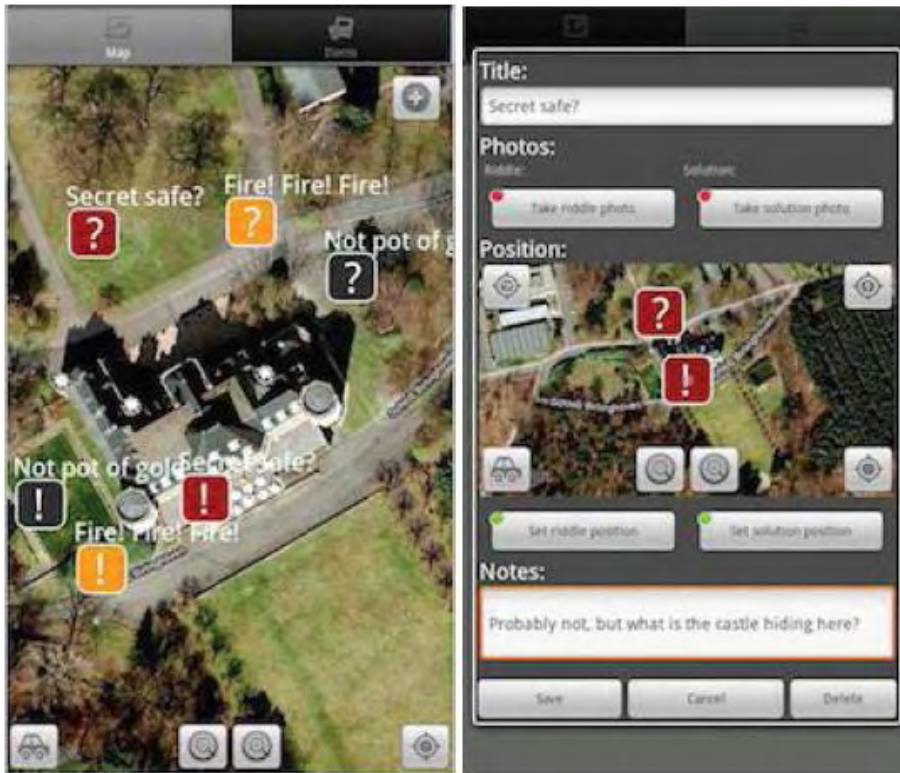 Map
Items
Secret safe?
?
Fire! Fire! Fire!
?
Not pot of g
?
Not pot of gold
!
Secret safe?
!
Fire! Fire! Fire!
!
Title:
Secret safe?
Photos:
Riddle:
Solution:
Take riddle photo
Take solution photo
Position:
?
!
Set riddle position
Set solution position
Notes:
Probably not, but what is the castle hiding here?
Save
Cancel
Delete